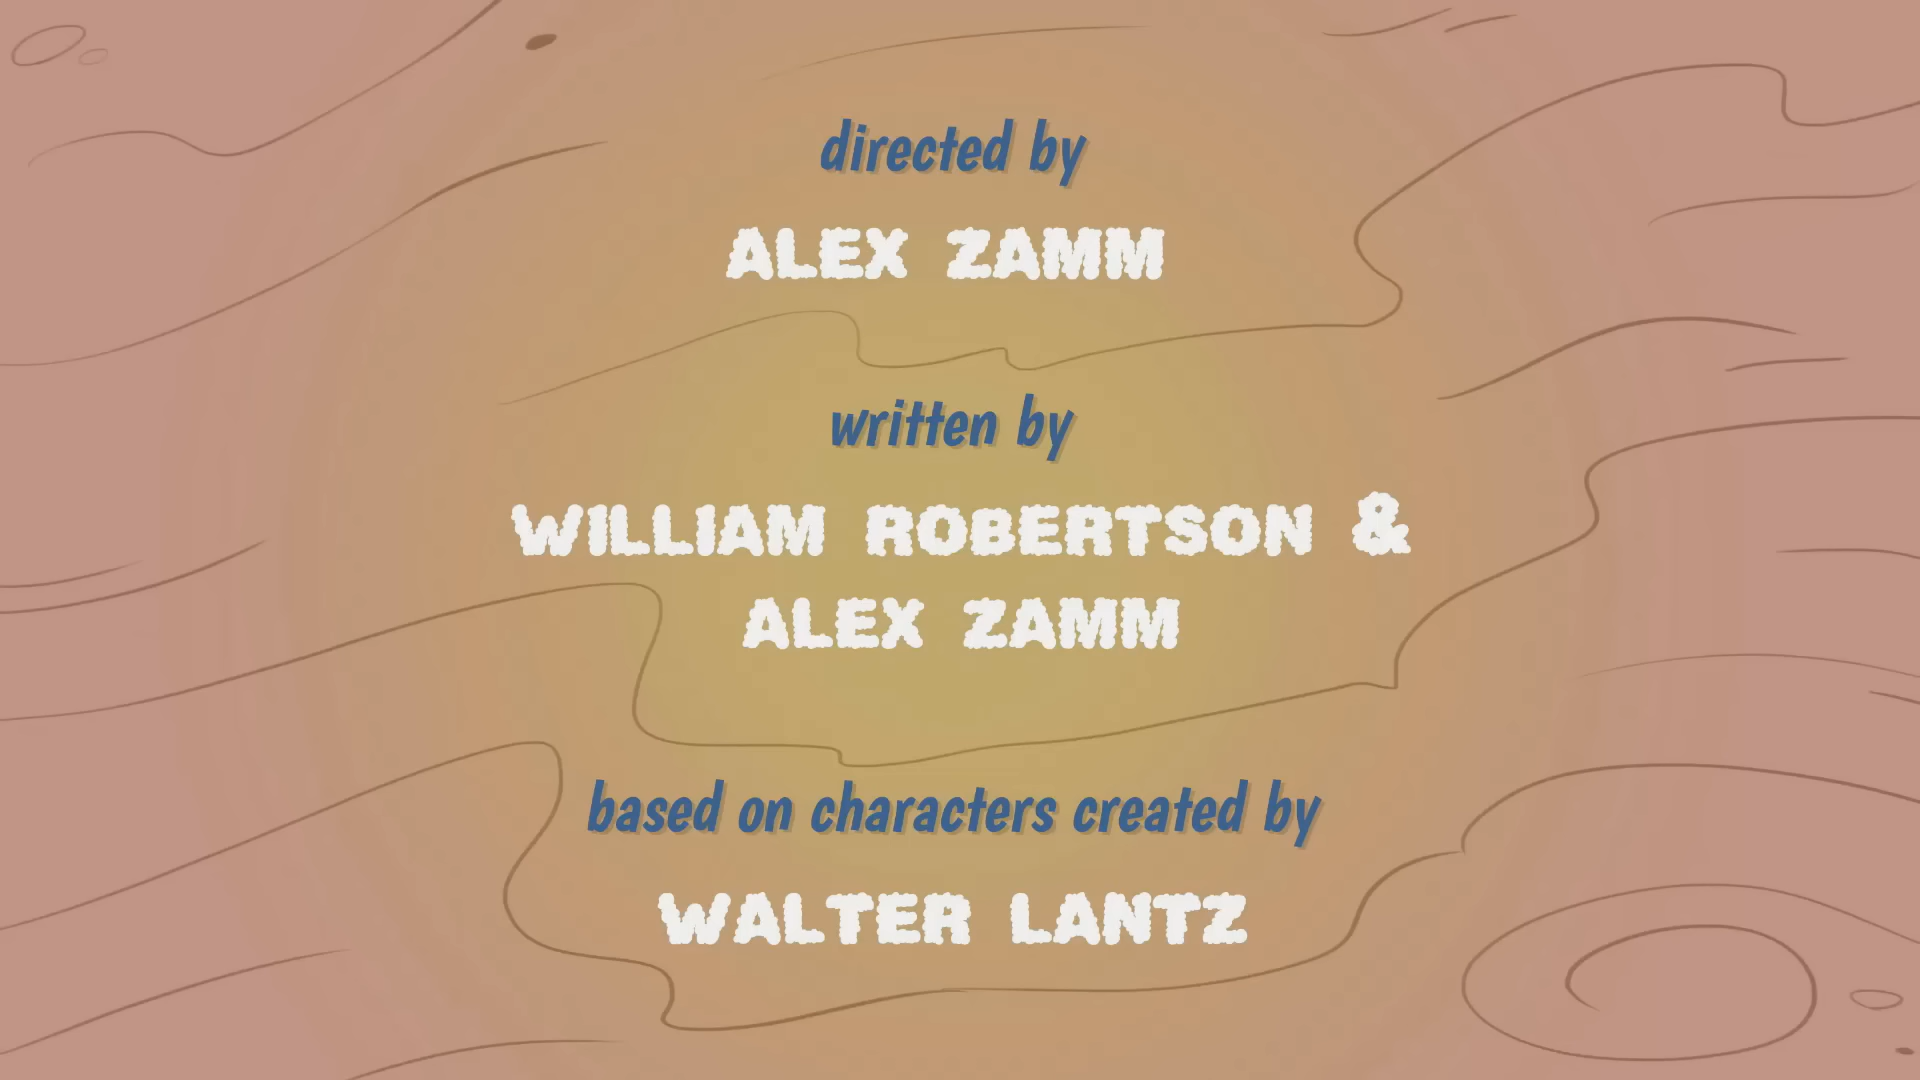 directed by
ALEX ZAMM
written by
WILLIAM ROBERTSON &
ALEX ZAMM
based on characters created by
WALTER LANTZ